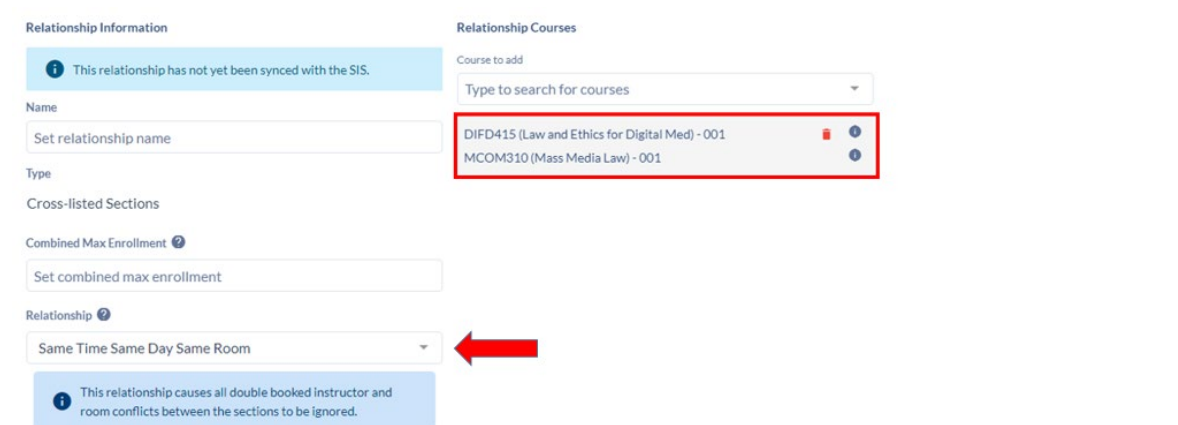 Relationship Information
This relationship has not yet been synced with the SIS.
Name
Set relationship name
Type
Cross-listed Sections
Combined Max Enrollment
Set combined max enrollment
Relationship
Same Time Same Day Same Room
This relationship causes all double booked instructor and
room conflicts between the sections to be ignored.
Relationship Courses
Course to add
Type to search for courses
DIFD415 (Law and Ethics for Digital Med) - 001
MCOM310 (Mass Media Law) - 001